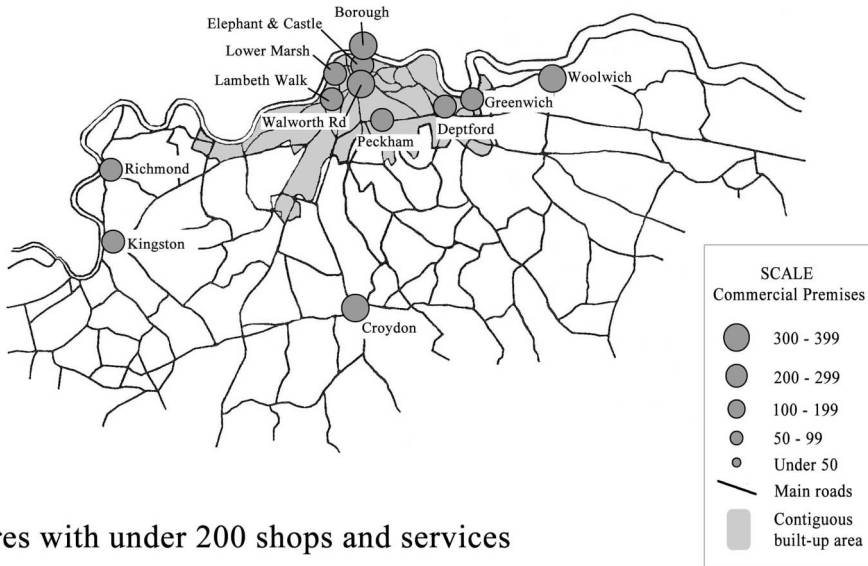 Borough
Elephant & Castle
Lower Marsh
Lambeth Walk
Walworth Rd
Peckham
Deptford
Greenwich
Woolwich
Richmond
Kingston
Croydon
SCALE
Commercial Premises
300 - 399
200 - 299
100 - 199
50 - 99
Under 50
Main roads
Contiguous
built-up area
with under 200 shops and services